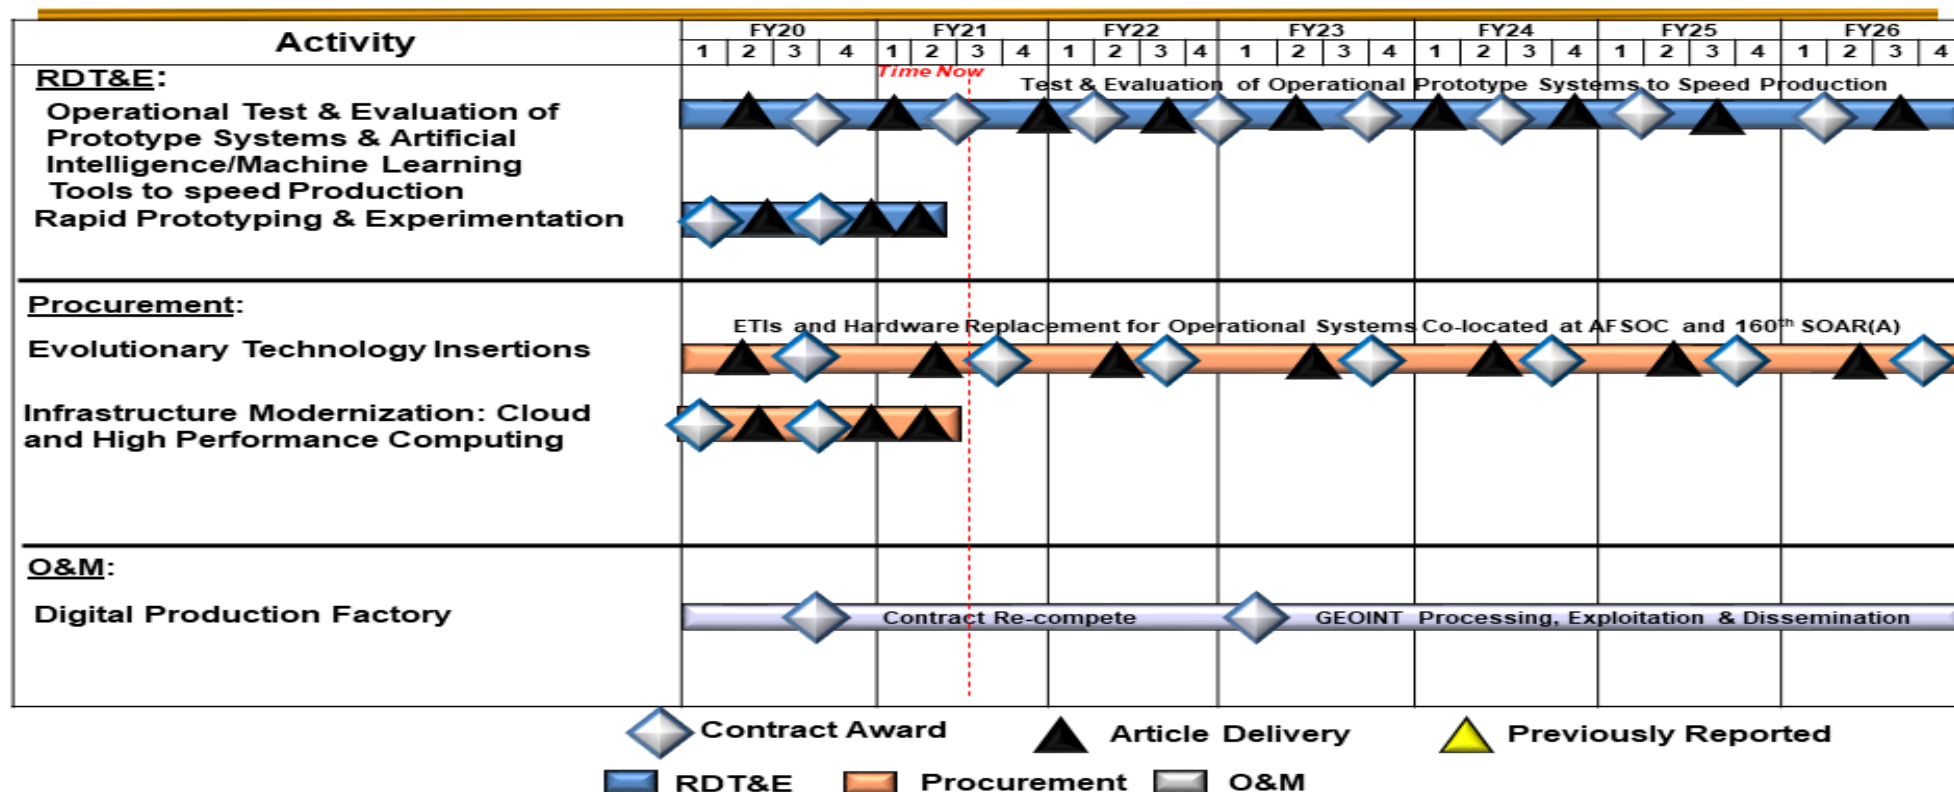 Activity
FY20 FY21 FY22 FY23 FY24 FY25 FY26
1 2 3 4 1 2 3 4 1 2 3 4 1 2 3 4 1 2 3 4 1 2 3 4 1 2 3 4
Time Now
RDT&E:
Test & Evaluation of Operational Prototype Systems to Speed Production
Operational Test & Evaluation of
Prototype Systems & Artificial
Intelligence/Machine Learning
Tools to speed Production
Rapid Prototyping & Experimentation
Procurement:
ETIs and Hardware Replacement for Operational Systems Co-located at AFSOC and 160th SOAR(A)
Evolutionary Technology Insertions
Infrastructure Modernization: Cloud
and High Performance Computing
O&M:
Digital Production Factory
Contract Re-compete
GEOINT Processing, Exploitation & Dissemination
Contract Award
Article Delivery
Previously Reported
RDT&E
Procurement
O&M